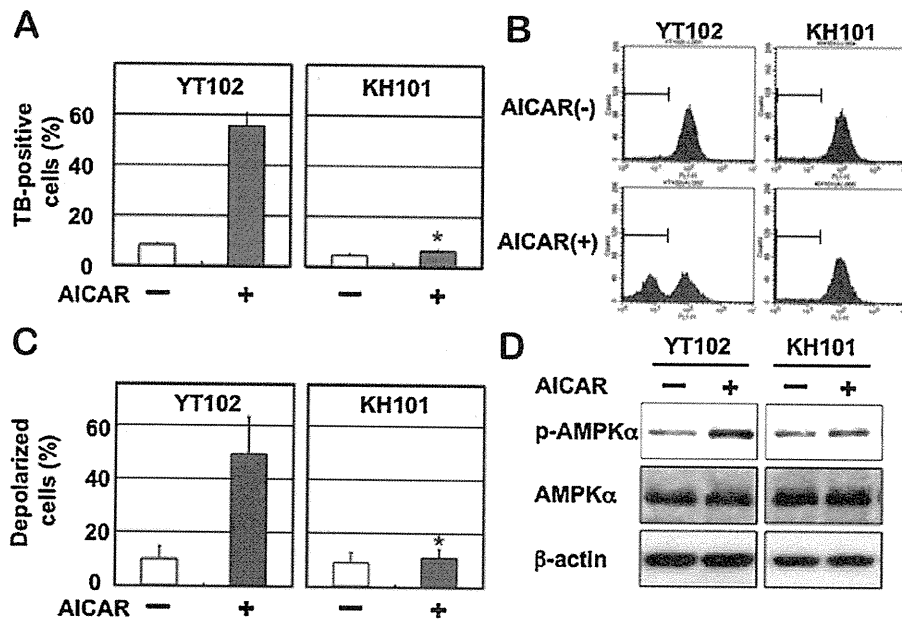 A
YT102
KH101
TB-positive cells (%)
60
40
20
0
*
AICAR
— +
— +
B
YT102
KH101
AICAR(-)
AICAR(+)
Counts
C
YT102
KH101
Depolarized cells (%)
60
40
20
0
*
AICAR
— +
— +
D
YT102
KH101
AICAR
— +
— +
p-AMPKα
AMPKα
β-actin